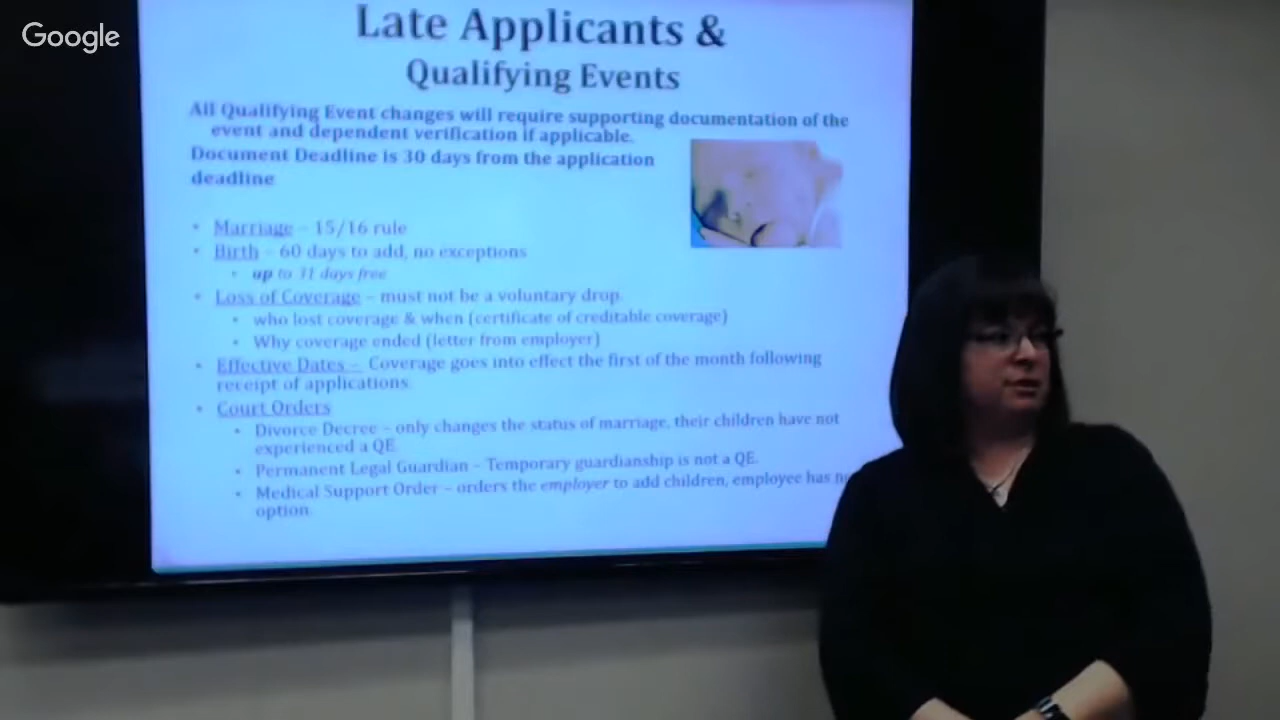 Google
Late Applicants &
Qualifying Events
All Qualifying Event changes will require supporting documentation of the
event and dependent verification if applicable.
Document Deadline is 30 days from the application
deadline
• Marriage – 15/16 rule
• Birth – 60 days to add, no exceptions
• up to 31 days free
• Loss of Coverage – must not be a voluntary drop.
• who lost coverage & when (certificate of creditable coverage)
• Why coverage ended (letter from employer)
• Effective Dates – Coverage goes into effect the first of the month following
receipt of applications.
• Court Orders
• Divorce Decree – only changes the status of marriage, their children have not
experienced a QE.
• Permanent Legal Guardian – Temporary guardianship is not a QE.
• Medical Support Order – orders the employer to add children, employee has
option.